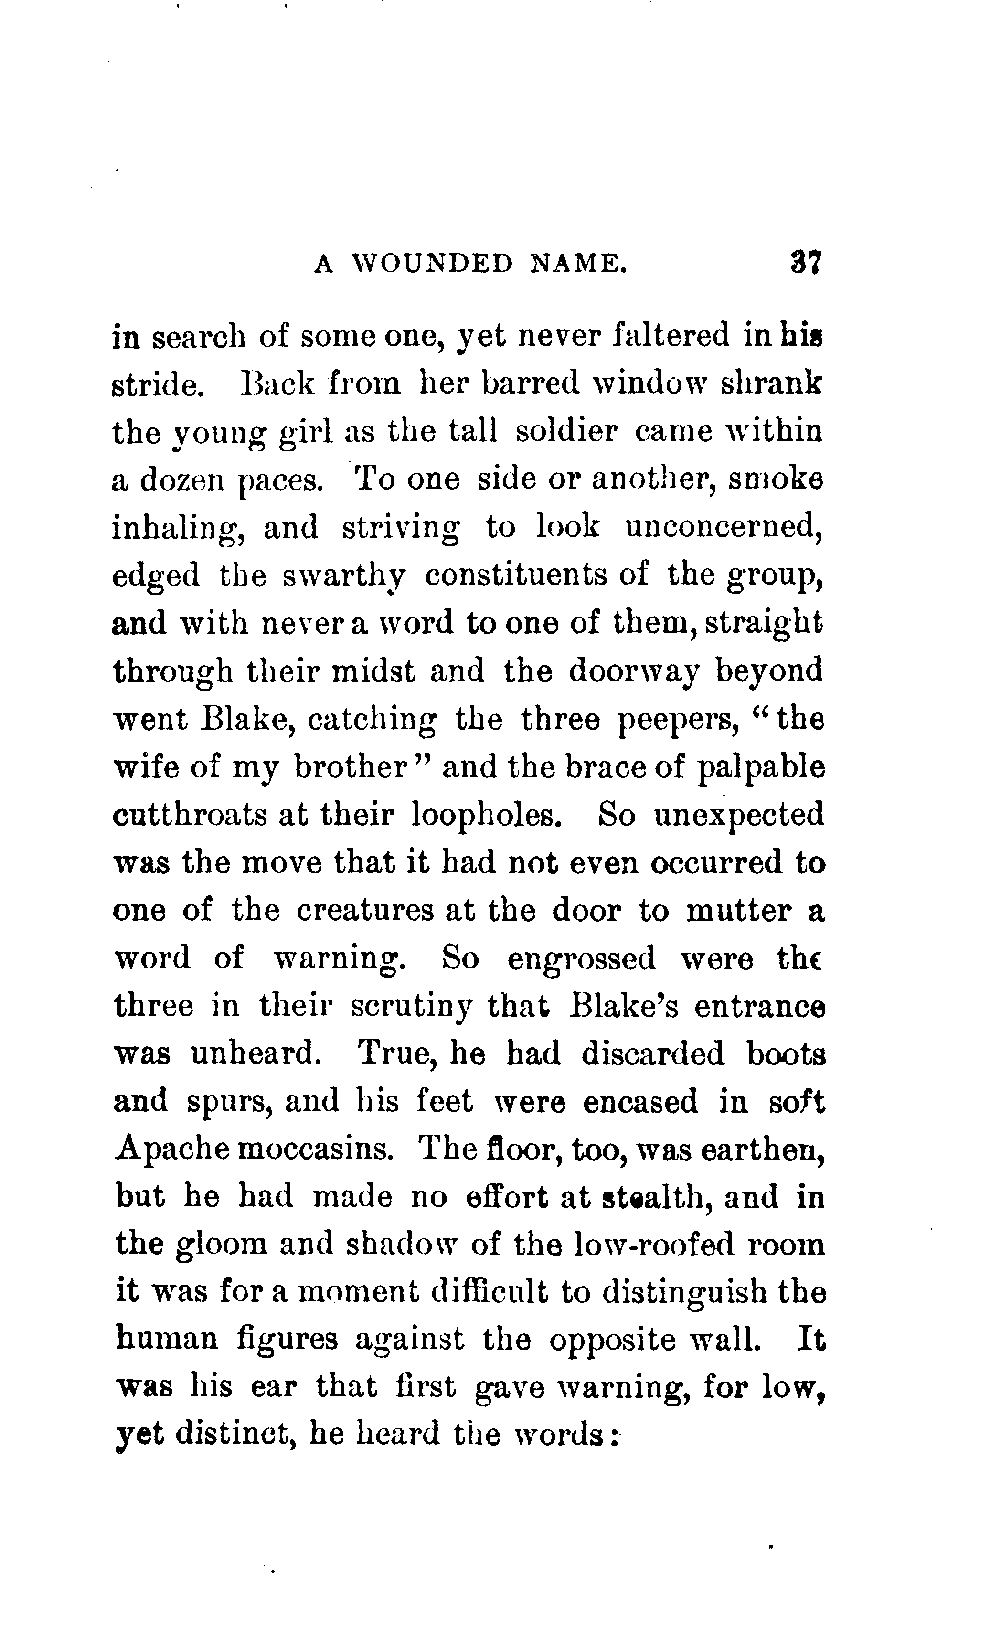 A WOUNDED NAME. 37
in search of some one, yet never faltered in his
stride. Back from her barred window shrank
the young girl as the tall soldier came within
a dozen paces. To one side or another, smoke
inhaling, and striving to look unconcerned,
edged the swarthy constituents of the group,
and with never a word to one of them, straight
through their midst and the doorway beyond
went Blake, catching the three peepers, "the
wife of my brother" and the brace of palpable
cutthroats at their loopholes. So unexpected
was the move that it had not even occurred to
one of the creatures at the door to mutter a
word of warning. So engrossed were the
three in their scrutiny that Blake's entrance
was unheard. True, he had discarded boots
and spurs, and his feet were encased in soft
Apache moccasins. The floor, too, was earthen,
but he had made no effort at stealth, and in
the gloom and shadow of the low-roofed room
it was for a moment difficult to distinguish the
human figures against the opposite wall. It
was his ear that first gave warning, for low,
yet distinct, he heard the words: